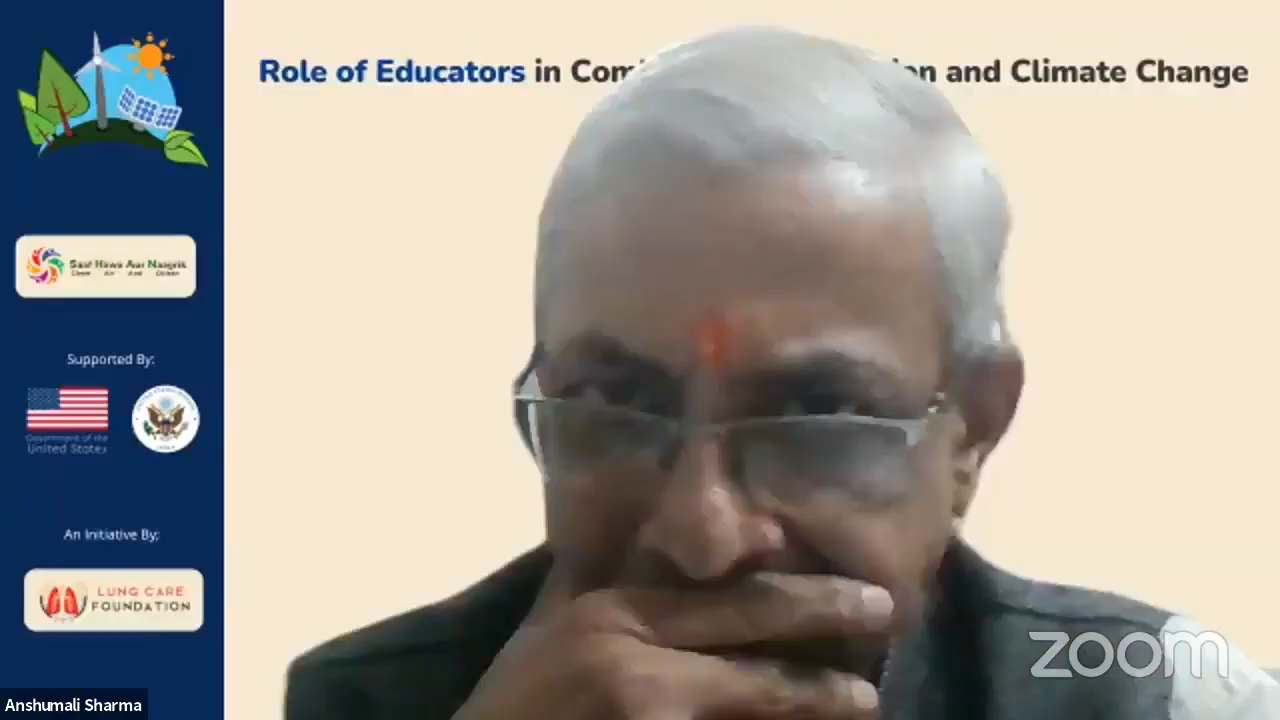 Role of Educators in Com on and Climate Change
Saaf Hawa Aur Naagrik
Clean Air And Citizen
Supported By:
Government of the
United States
An Initiative By:
LUNG CARE
FOUNDATION
zoom
Anshumali Sharma